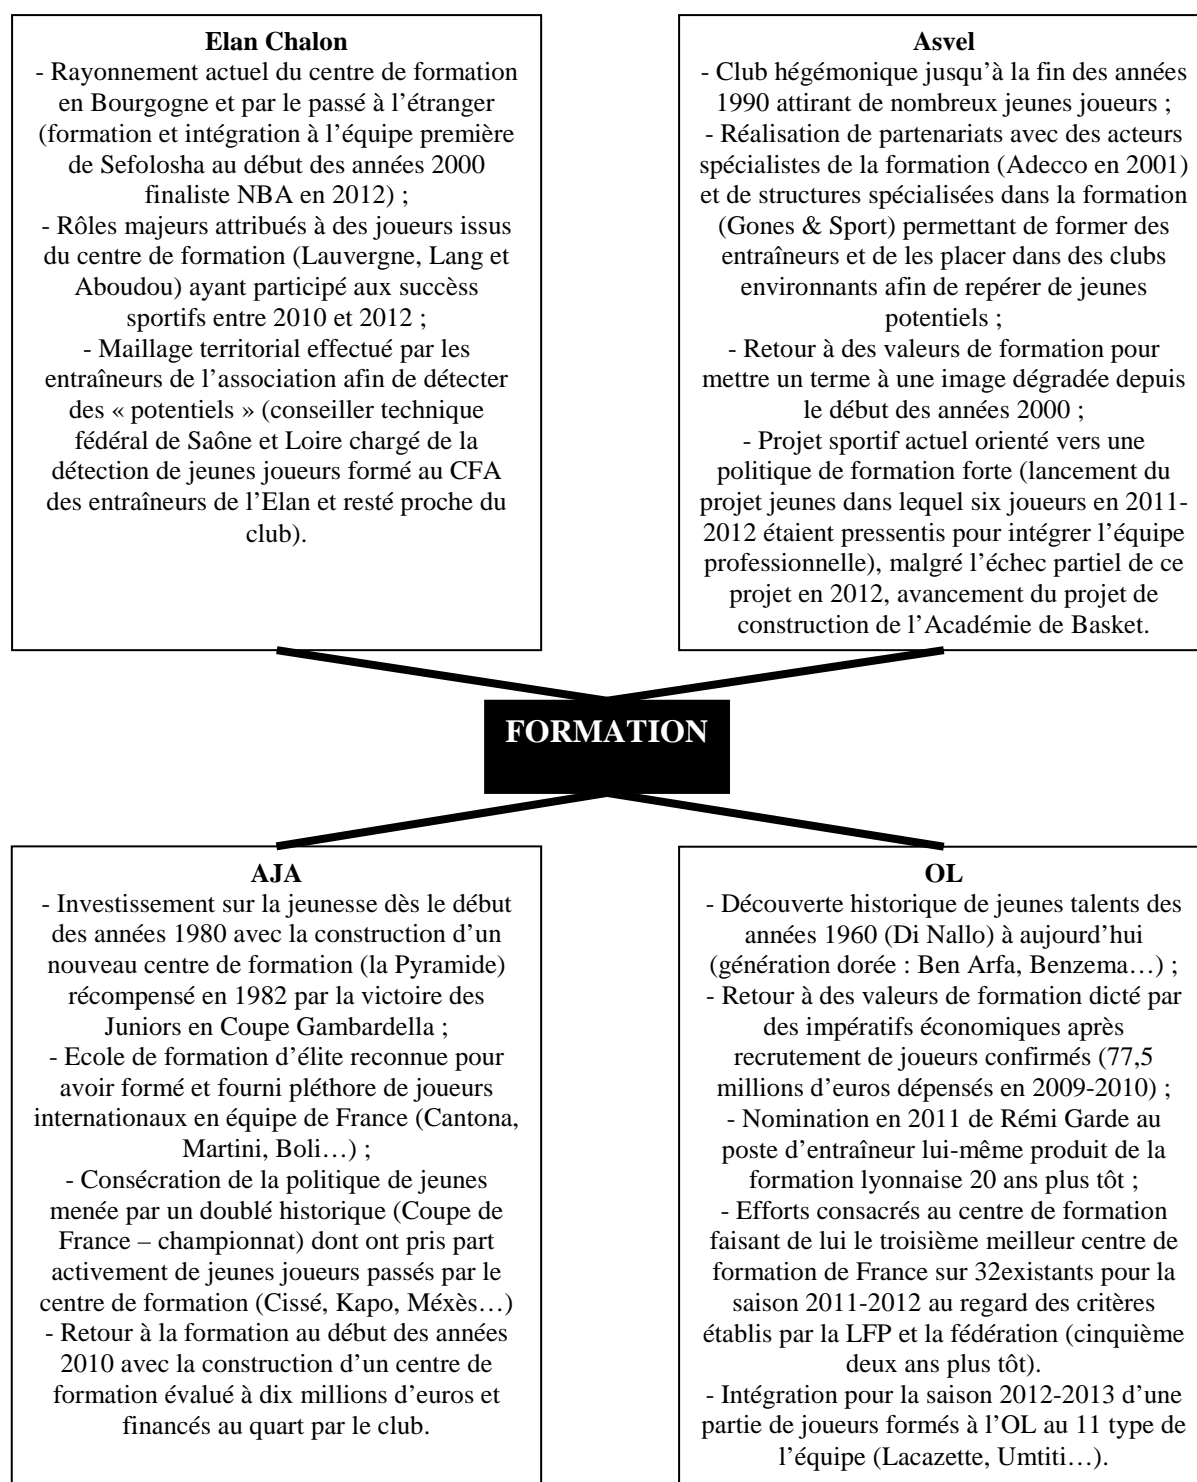 Elan Chalon
- Rayonnement actuel du centre de formation
en Bourgogne et par le passé à l’étranger
(formation et intégration à l’équipe première
de Sefolosha au début des années 2000
finaliste NBA en 2012) ;
- Rôles majeurs attribués à des joueurs issus
du centre de formation (Lauvergne, Lang et
Aboudou) ayant participé aux succèss
sportifs entre 2010 et 2012 ;
- Maillage territorial effectué par les
entraîneurs de l’association afin de détecter
des « potentiels » (conseiller technique
fédéral de Saône et Loire chargé de la
détection de jeunes joueurs formé au CFA
des entraîneurs de l’Elan et resté proche du
club).
Asvel
- Club hégémonique jusqu’à la fin des années
1990 attirant de nombreux jeunes joueurs ;
- Réalisation de partenariats avec des acteurs
spécialistes de la formation (Adecco en 2001)
et de structures spécialisées dans la formation
(Gones & Sport) permettant de former des
entraîneurs et de les placer dans des clubs
environnants afin de repérer de jeunes
potentiels ;
- Retour à des valeurs de formation pour
mettre un terme à une image dégradée depuis
le début des années 2000 ;
- Projet sportif actuel orienté vers une
politique de formation forte (lancement du
projet jeunes dans lequel six joueurs en 2011-
2012 étaient pressentis pour intégrer l’équipe
professionnelle), malgré l’échec partiel de ce
projet en 2012, avancement du projet de
construction de l’Académie de Basket.
FORMATION
AJA
- Investissement sur la jeunesse dès le début
des années 1980 avec la construction d’un
nouveau centre de formation (la Pyramide)
récompensé en 1982 par la victoire des
Juniors en Coupe Gambardella ;
- Ecole de formation d’élite reconnue pour
avoir formé et fourni pléthore de joueurs
internationaux en équipe de France (Cantona,
Martini, Boli…) ;
- Consécration de la politique de jeunes
menée par un doublé historique (Coupe de
France – championnat) dont ont pris part
activement de jeunes joueurs passés par le
centre de formation (Cissé, Kapo, Méxès…)
- Retour à la formation au début des années
2010 avec la construction d’un centre de
formation évalué à dix millions d’euros et
financés au quart par le club.
OL
- Découverte historique de jeunes talents des
années 1960 (Di Nallo) à aujourd’hui
(génération dorée : Ben Arfa, Benzema…) ;
- Retour à des valeurs de formation dicté par
des impératifs économiques après
recrutement de joueurs confirmés (77,5
millions d’euros dépensés en 2009-2010) ;
- Nomination en 2011 de Rémi Garde au
poste d’entraîneur lui-même produit de la
formation lyonnaise 20 ans plus tôt ;
- Efforts consacrés au centre de formation
faisant de lui le troisième meilleur centre de
formation de France sur 32existants pour la
saison 2011-2012 au regard des critères
établis par la LFP et la fédération (cinquième
deux ans plus tôt).
- Intégration pour la saison 2012-2013 d’une
partie de joueurs formés à l’OL au 11 type de
l’équipe (Lacazette, Umtiti…).